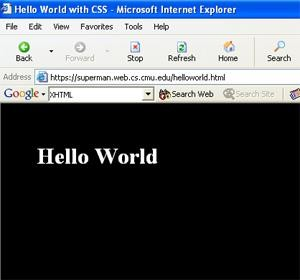 Hello World with CSS - Microsoft Internet Explorer
File Edit View Favorites Tools Help
Back Forward Stop Refresh Home Search
Address https://superman.web.cs.cmu.edu/helloworld.html
Google XHTML Search Web Search Site
Hello World